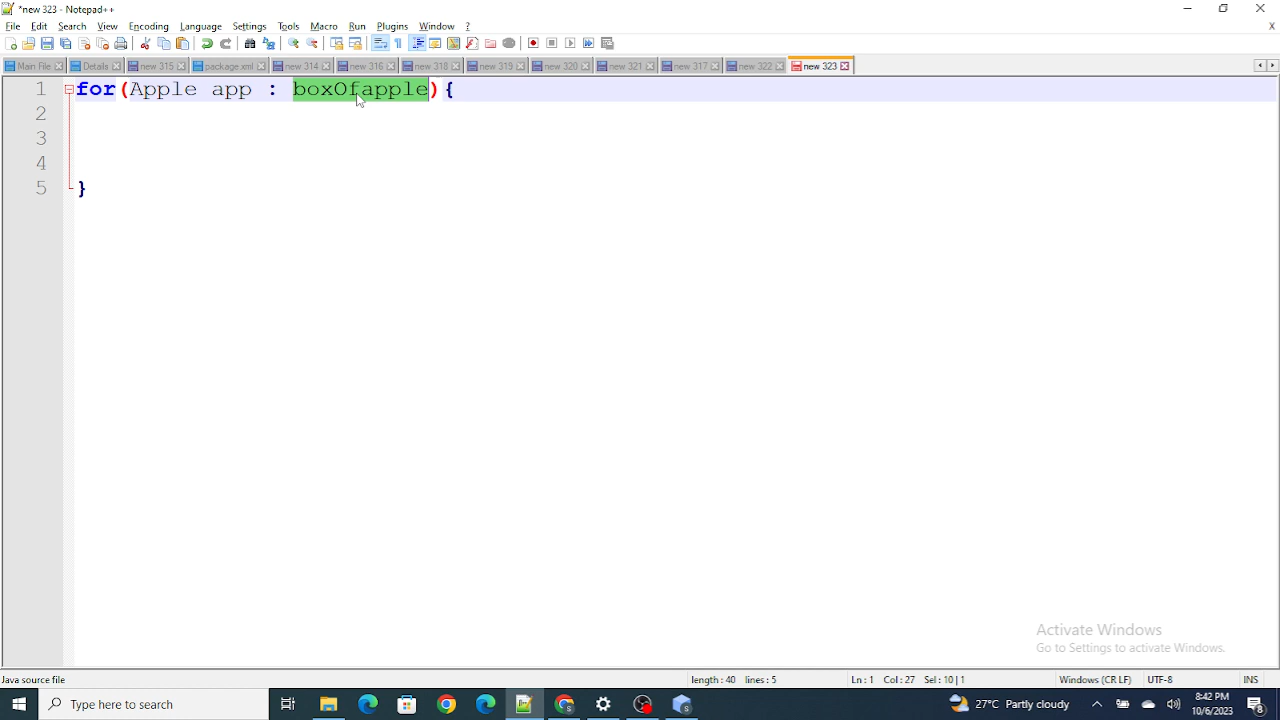 *new 323 - Notepad++
File Edit Search View Encoding Language Settings Tools Macro Run Plugins Window ?
Main File Details new 315 package.xml new 314 new 316 new 318 new 319 new 320 new 321 new 317 new 322 new 323
1 for(Apple app : boxOfapple){
2
3
4
5 }
Activate Windows
Go to Settings to activate Windows.
Java source file length : 40 lines : 5 Ln : 1 Col : 27 Sel : 10 | 1 Windows (CR LF) UTF-8 INS
Type here to search 27°C Partly cloudy 8:42 PM
10/6/2023